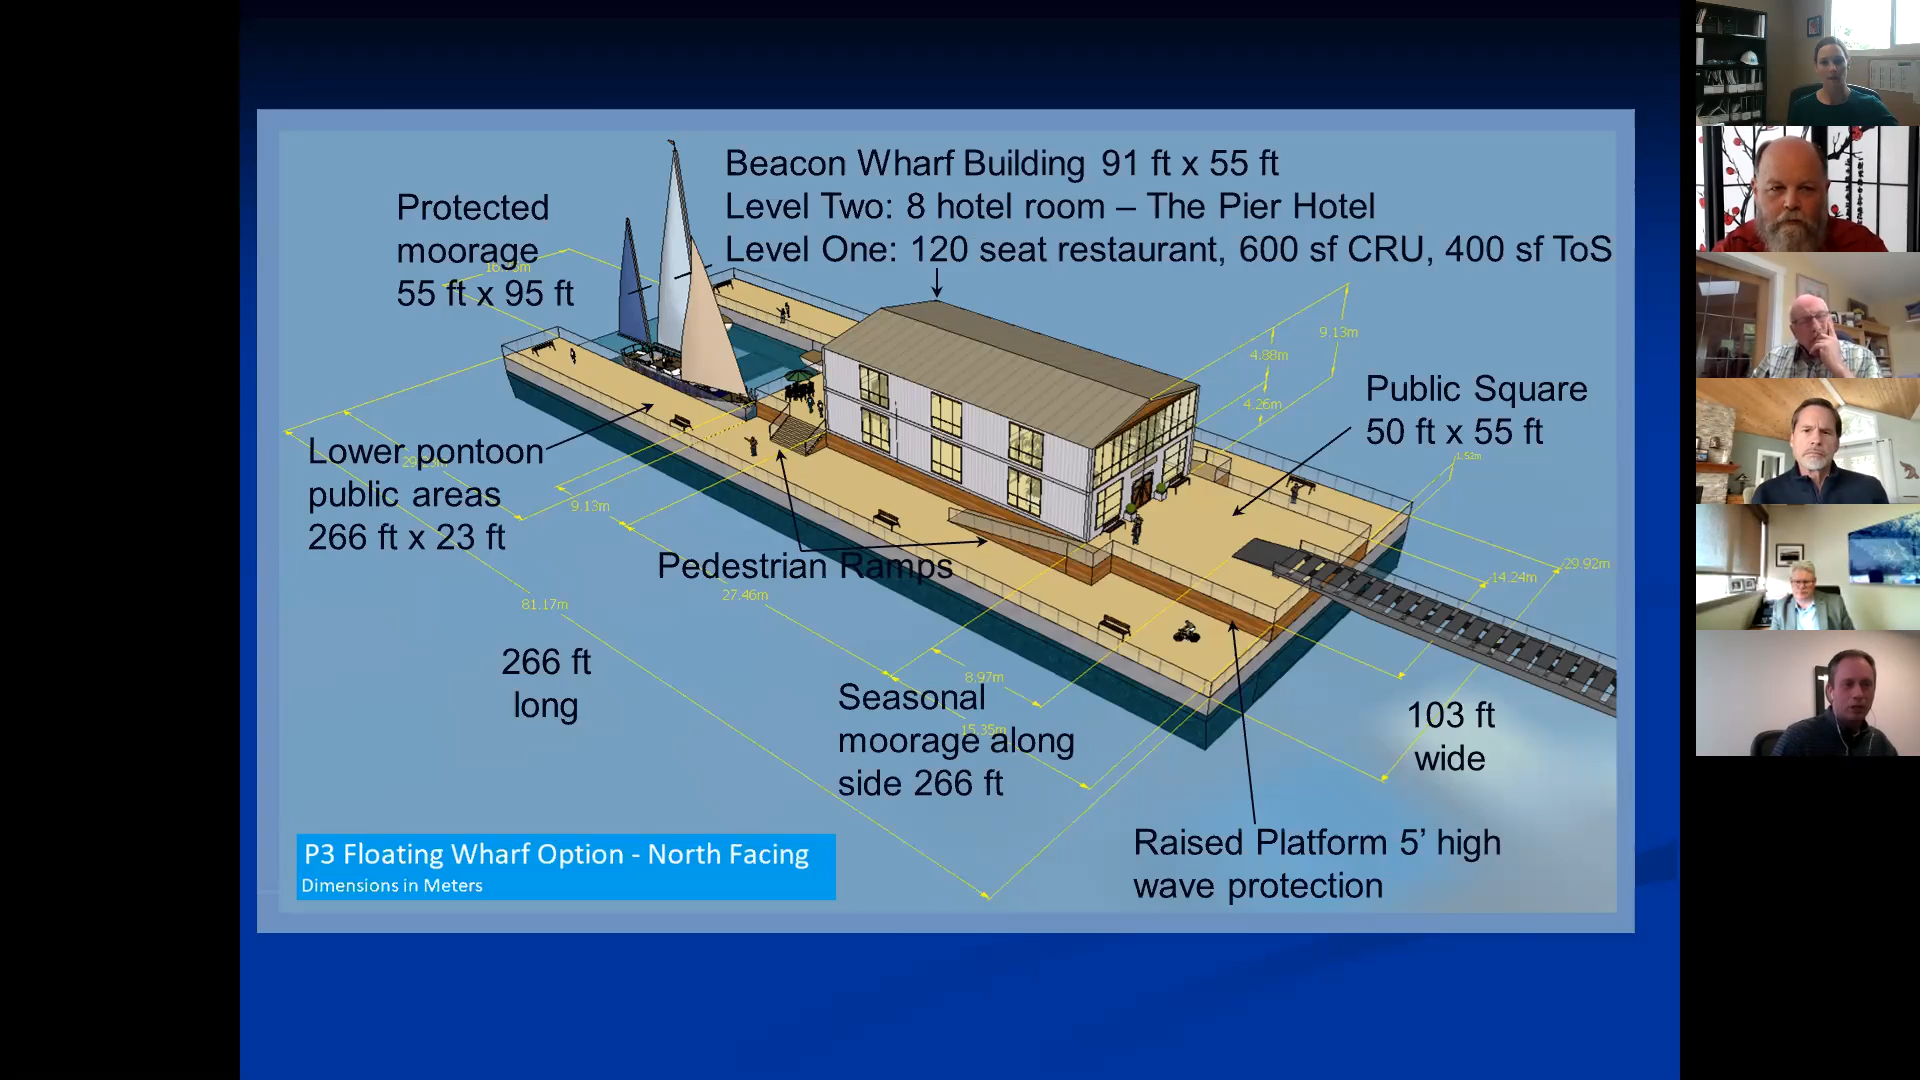 Beacon Wharf Building 91 ft x 55 ft
Level Two: 8 hotel room – The Pier Hotel
Level One: 120 seat restaurant, 600 sf CRU, 400 sf ToS
Protected
moorage
55 ft x 95 ft
9.13m
4.88m
4.26m
Public Square
50 ft x 55 ft
1.52m
Lower pontoon
public areas
266 ft x 23 ft
9.13m
Pedestrian Ramps
27.46m
81.17m
14.24m
29.92m
266 ft
long
8.97m
Seasonal
moorage along
side 266 ft
15.35m
103 ft
wide
Raised Platform 5’ high
wave protection
P3 Floating Wharf Option - North Facing
Dimensions in Meters